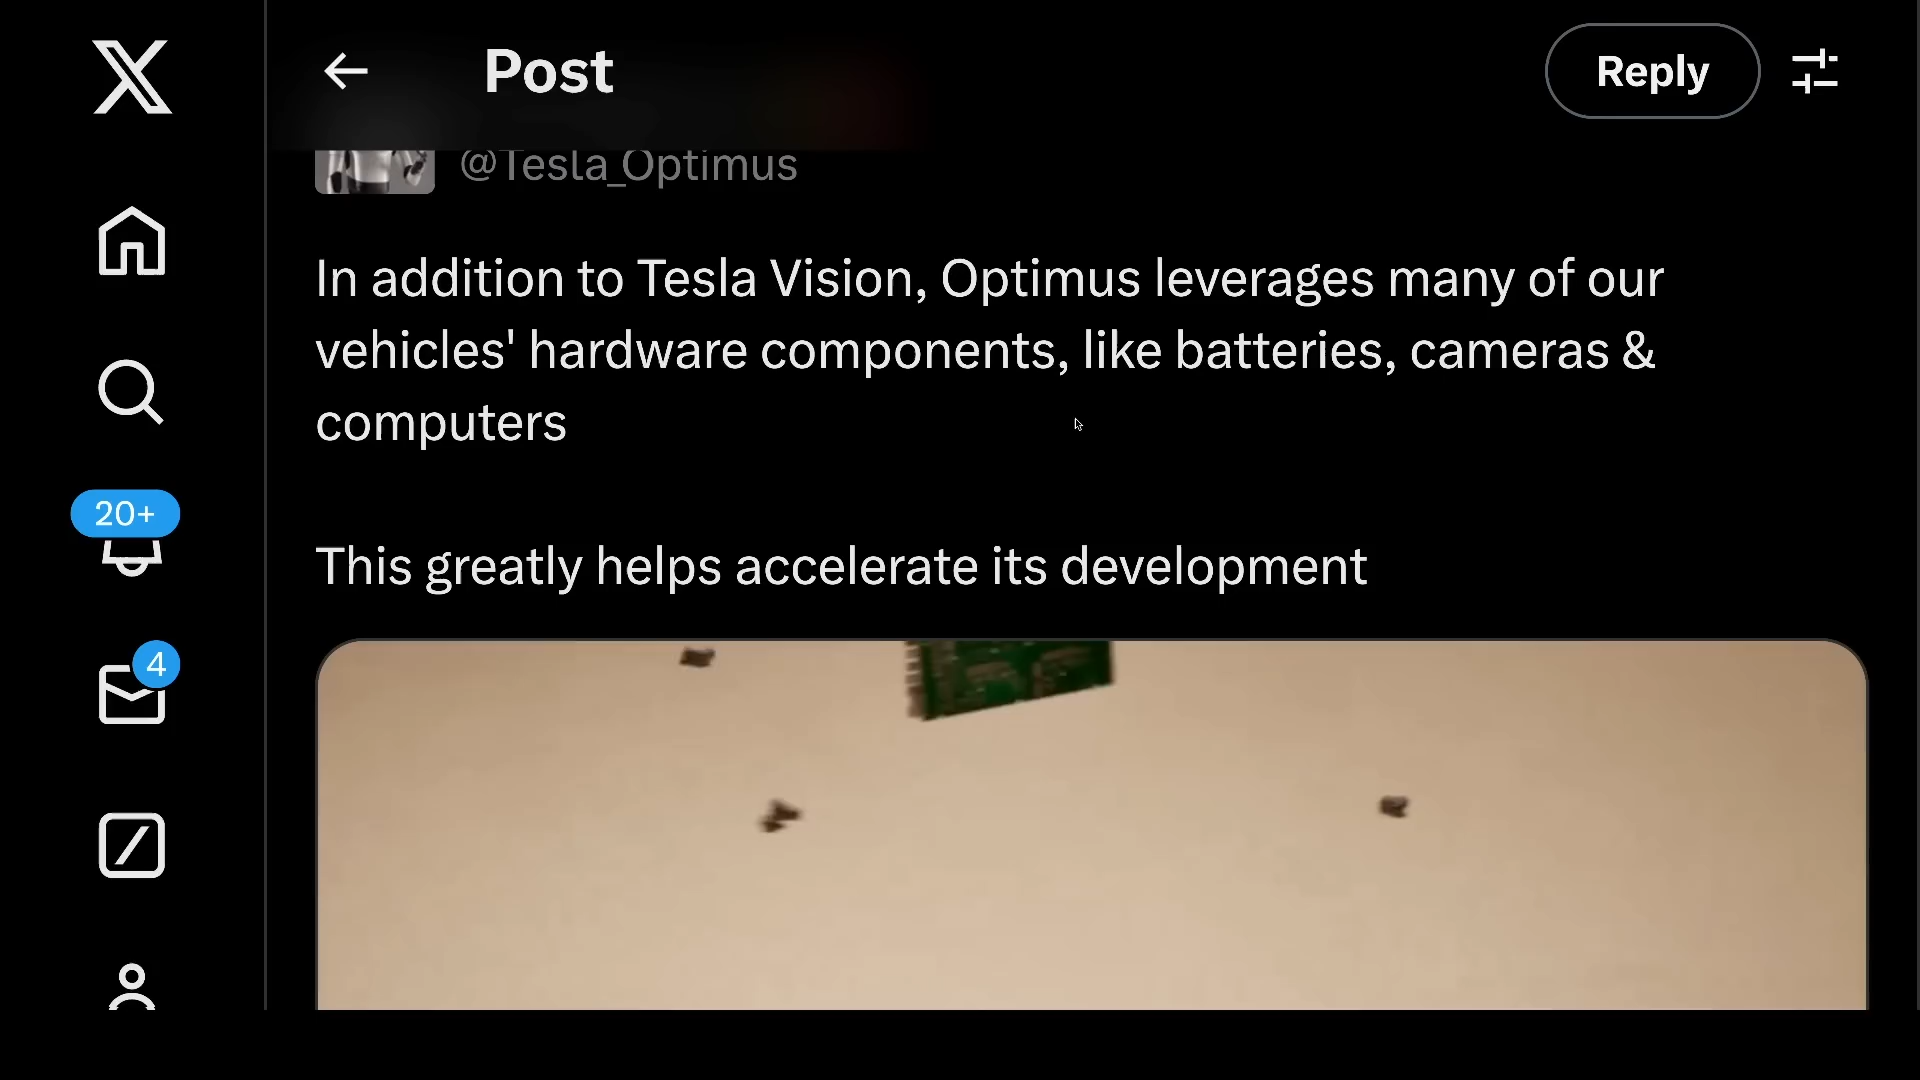 Post
Reply
@Tesla_Optimus
In addition to Tesla Vision, Optimus leverages many of our
vehicles' hardware components, like batteries, cameras &
computers
This greatly helps accelerate its development
20+
4